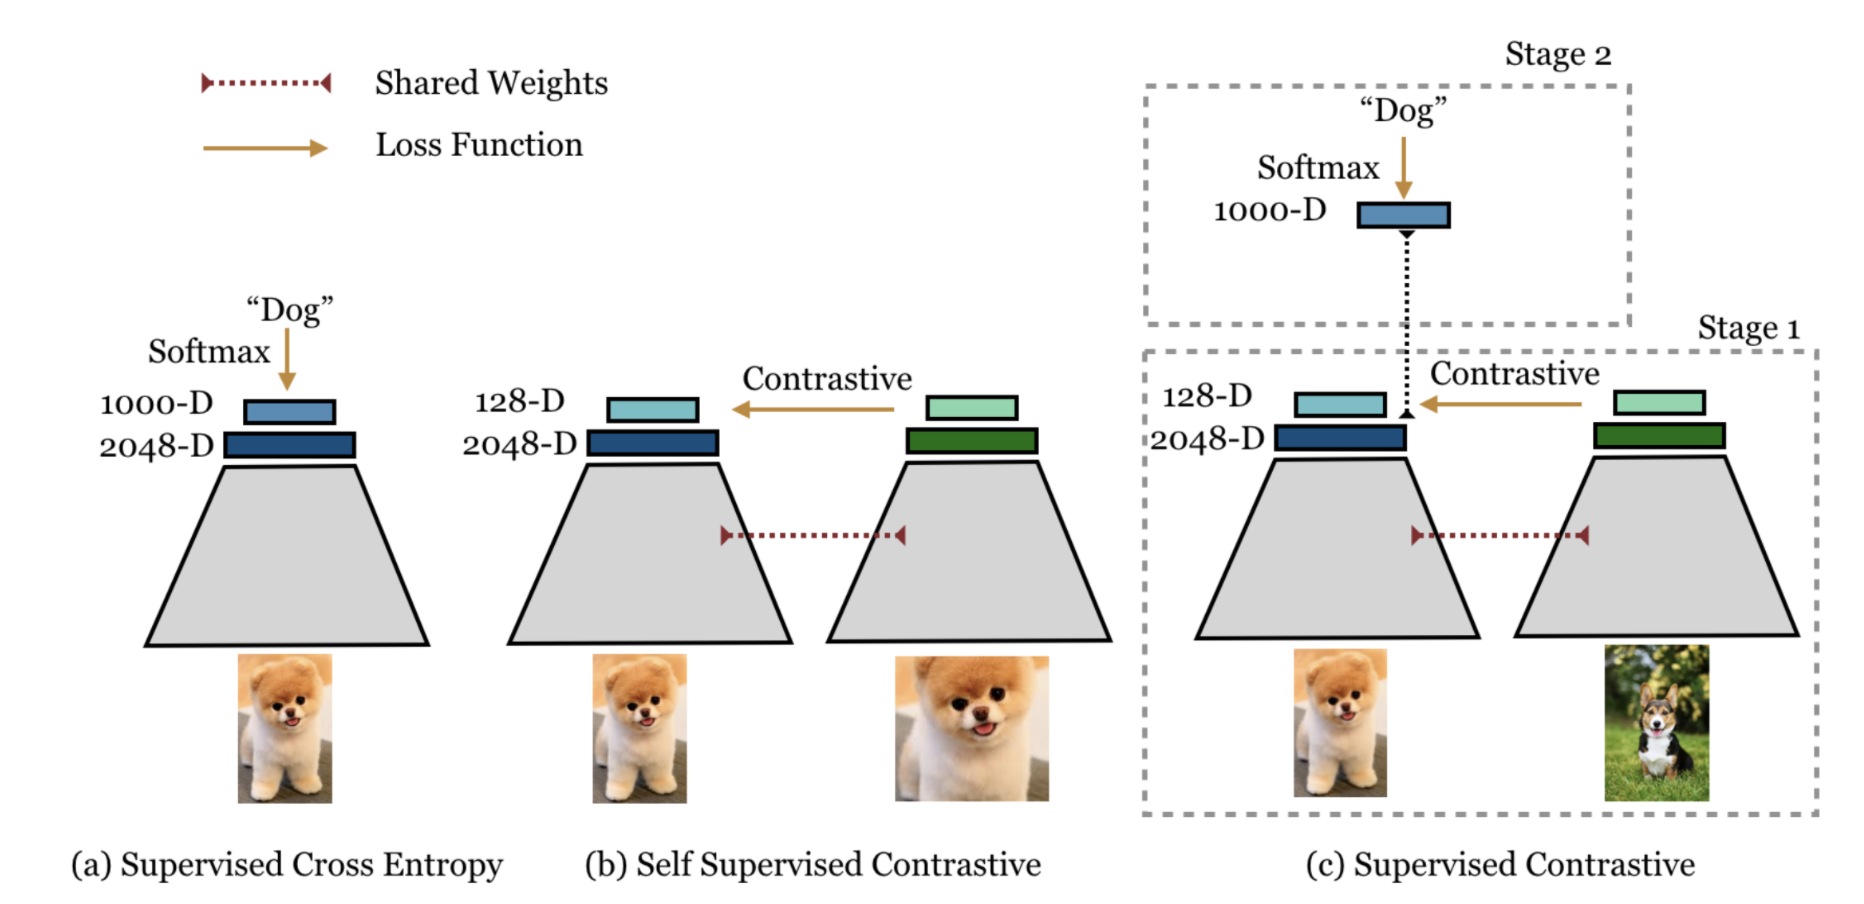 Shared Weights
Loss Function
“Dog”
Softmax
1000-D
2048-D
(a) Supervised Cross Entropy
128-D
2048-D
Contrastive
(b) Self Supervised Contrastive
Stage 2
“Dog”
Softmax
1000-D
Stage 1
Contrastive
128-D
2048-D
(c) Supervised Contrastive